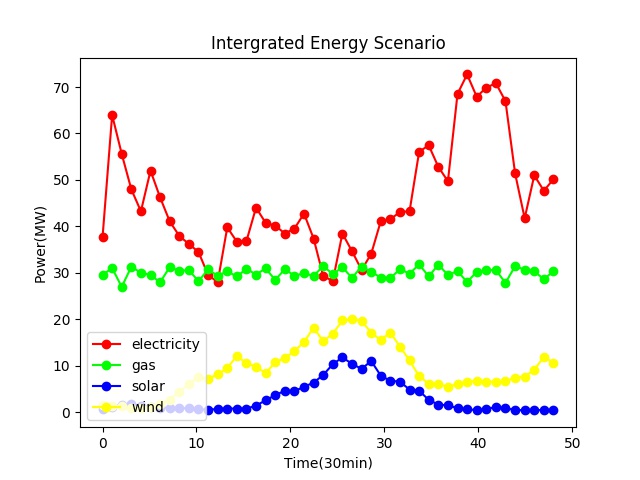 Intergrated Energy Scenario
Power(MW)
70
60
50
40
30
20
10
0
electricity
gas
solar
wind
0 10 20 30 40 50
Time(30min)